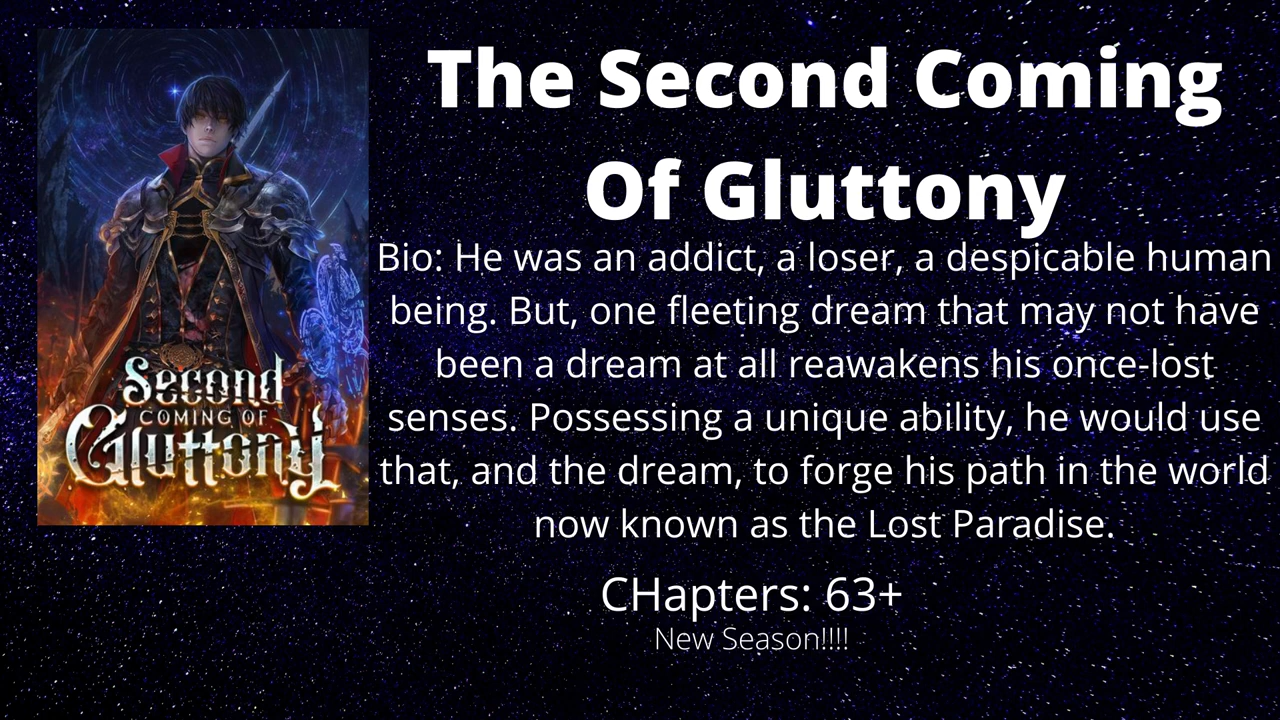 The Second Coming
Of Gluttony
Bio: He was an addict, a loser, a despicable human
being. But, one fleeting dream that may not have
been a dream at all reawakens his once-lost
senses. Possessing a unique ability, he would use
that, and the dream, to forge his path in the world
now known as the Lost Paradise.
CHapters: 63+
New Season!!!!
Second
COMING OF
Gluttony